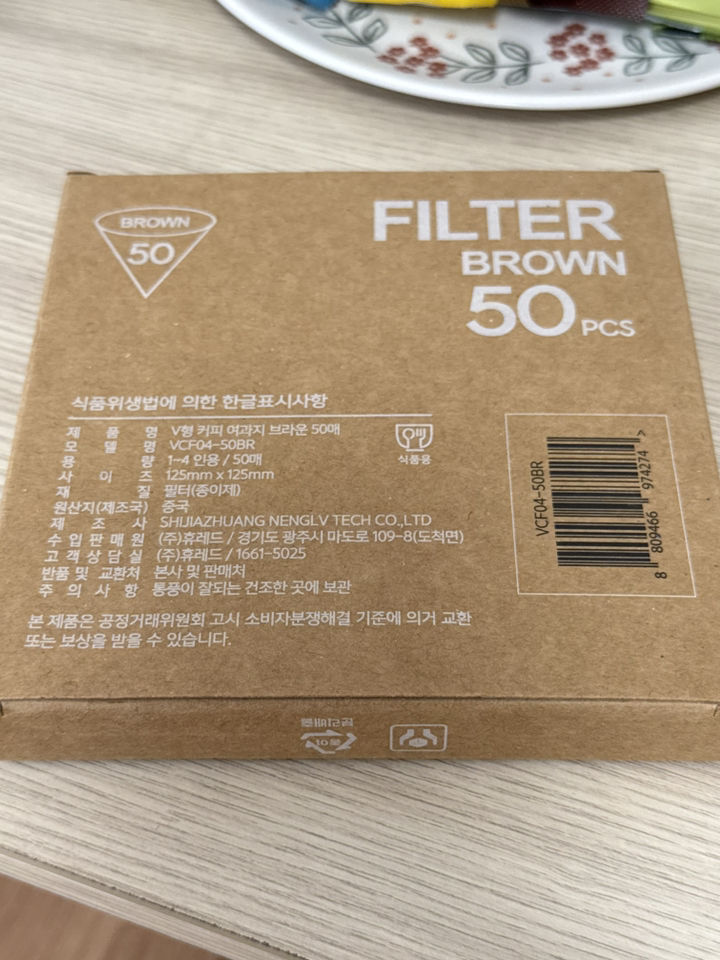 BROWN
50
FILTER
BROWN
50 PCS
식품위생법에 의한 한글표시사항
제 품 명 V형 커피 여과지 브라운 50매
모 델 명 VCF04-50BR
용 량 1~4 인용 / 50매
사 이 즈 125mm x 125mm
재 질 필터(종이제)
원산지(제조국) 중국
제 조 사 SHIJIAZHUANG NENGLV TECH CO.,LTD
수 입 판 매 원 (주)휴레드 / 경기도 광주시 마도로 109-8(도척면)
고 객 상 담 실 (주)휴레드 / 1661-5025
반품 및 교환처 본사 및 판매처
주 의 사 항 통풍이 잘되는 건조한 곳에 보관
식품용
VCF04-50BR
8 809466 974274 >
본 제품은 공정거래위원회 고시 소비자분쟁해결 기준에 의거 교환
또는 보상을 받을 수 있습니다.
분리배출
종이